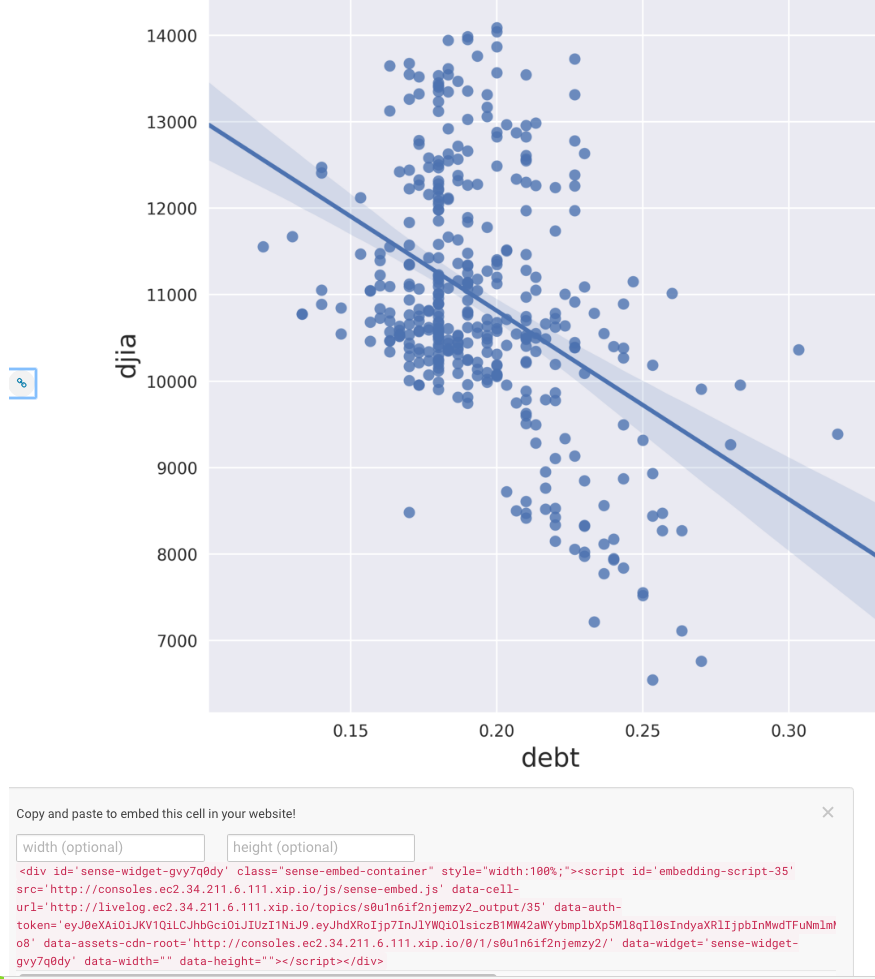 14000
13000
12000
11000
10000
9000
8000
7000
djia
0.15 0.20 0.25 0.30
debt
Copy and paste to embed this cell in your website!
width (optional) height (optional)
<div id='sense-widget-gvy7q0dy' class="sense-embed-container" style="width:100%;"><script id='embedding-script-35'
src='http://consoles.ec2.34.211.6.111.xip.io/js/sense-embed.js' data-cell-
url='http://livelog.ec2.34.211.6.111.xip.io/topics/s0u1n6if2njemzy2_output/35' data-auth-
token='eyJ0eXAiOiJKV1QiLCJhbGciOiJIUzI1NiJ9.eyJhdXRoIjp7InJlYWQiOlsiczB1MW42aWYybmplbXp5Ml8qIl0sIndyaXRlIjpbInMwdTFuNmlmM
o8' data-assets-cdn-root='http://consoles.ec2.34.211.6.111.xip.io/0/1/s0u1n6if2njemzy2/' data-widget='sense-widget-
gvy7q0dy' data-width="" data-height=""></script></div>